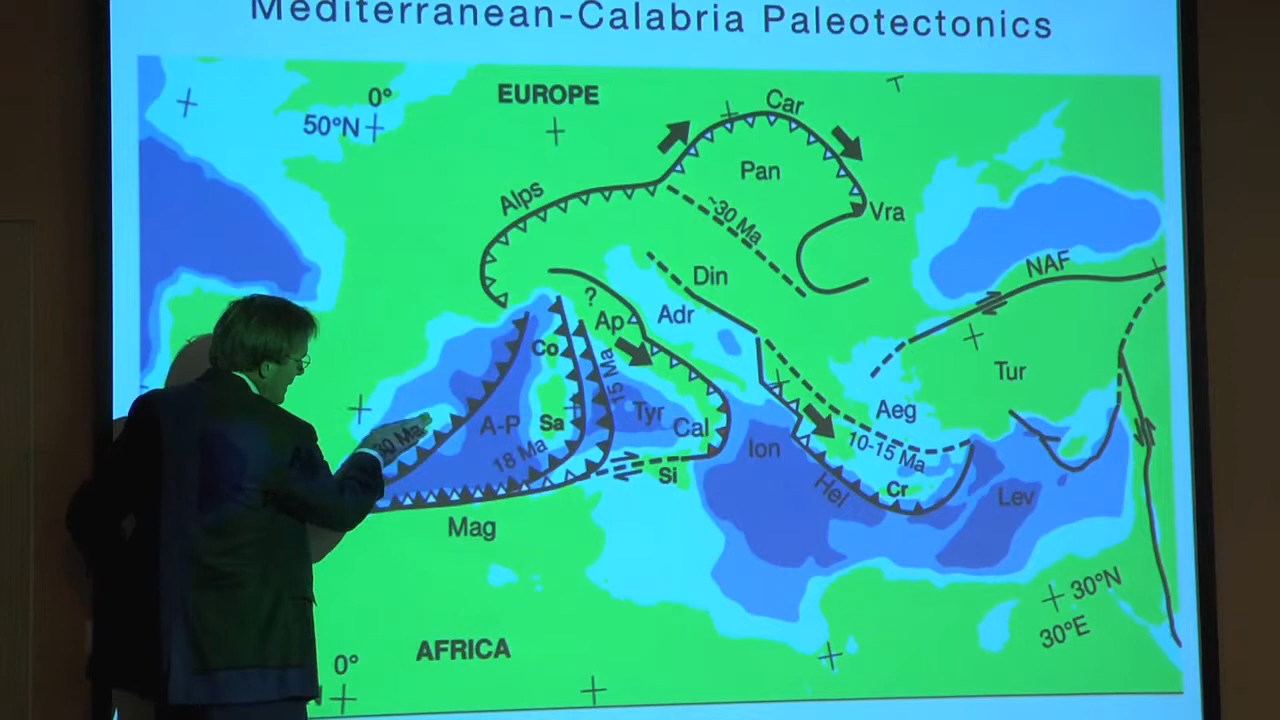 Mediterranean-Calabria Paleotectonics
EUROPE
Car
0°
50°N
Pan
Alps
Vra
~30 Ma
NAF
Din
?
Ap
Adr
Co
15 Ma
Tur
Aeg
Sa
Tyr
A-P
30 Ma
Cal
Ion
10-15 Ma
18 Ma
Si
Hel
Cr
Lev
Mag
30°N
30°E
AFRICA
0°